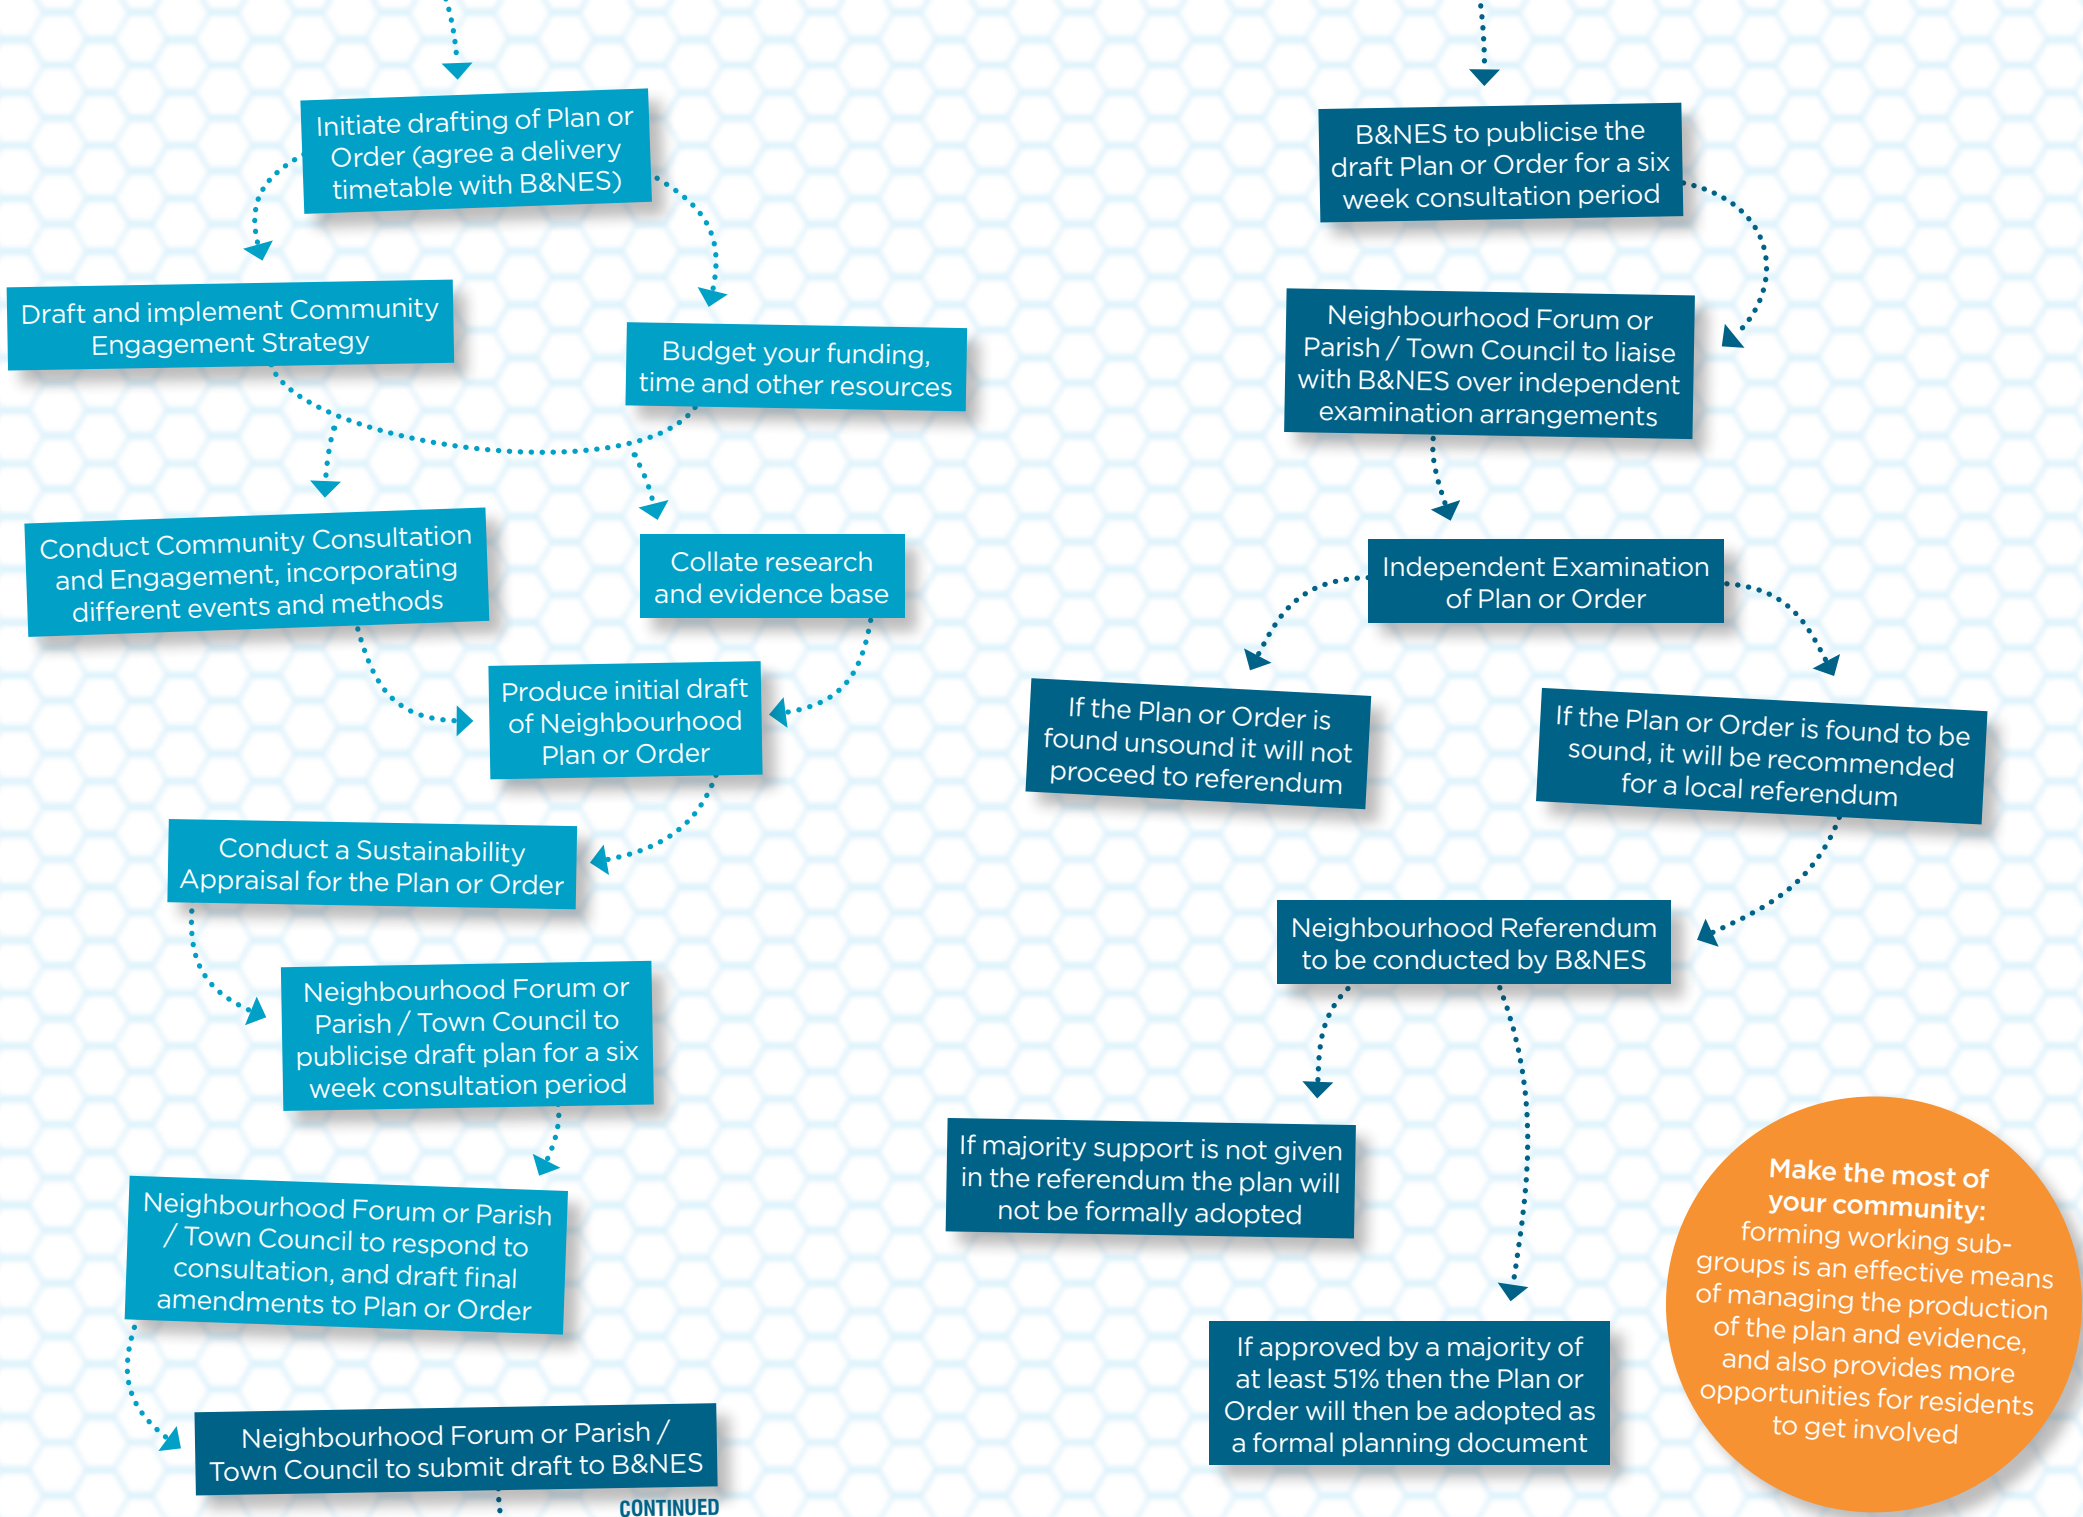 Initiate drafting of Plan or
Order (agree a delivery
timetable with B&NES)
Draft and implement Community
Engagement Strategy
Budget your funding,
time and other resources
Conduct Community Consultation
and Engagement, incorporating
different events and methods
Collate research
and evidence base
Produce initial draft
of Neighbourhood
Plan or Order
Conduct a Sustainability
Appraisal for the Plan or Order
Neighbourhood Forum or
Parish / Town Council to
publicise draft plan for a six
week consultation period
Neighbourhood Forum or Parish
/ Town Council to respond to
consultation, and draft final
amendments to Plan or Order
Neighbourhood Forum or Parish /
Town Council to submit draft to B&NES
CONTINUED
B&NES to publicise the
draft Plan or Order for a six
week consultation period
Neighbourhood Forum or
Parish / Town Council to liaise
with B&NES over independent
examination arrangements
Independent Examination
of Plan or Order
If the Plan or Order is
found unsound it will not
proceed to referendum
If the Plan or Order is found to be
sound, it will be recommended
for a local referendum
Neighbourhood Referendum
to be conducted by B&NES
If majority support is not given
in the referendum the plan will
not be formally adopted
If approved by a majority of
at least 51% then the Plan or
Order will then be adopted as
a formal planning document
Make the most of
your community:
forming working sub-
groups is an effective means
of managing the production
of the plan and evidence,
and also provides more
opportunities for residents
to get involved